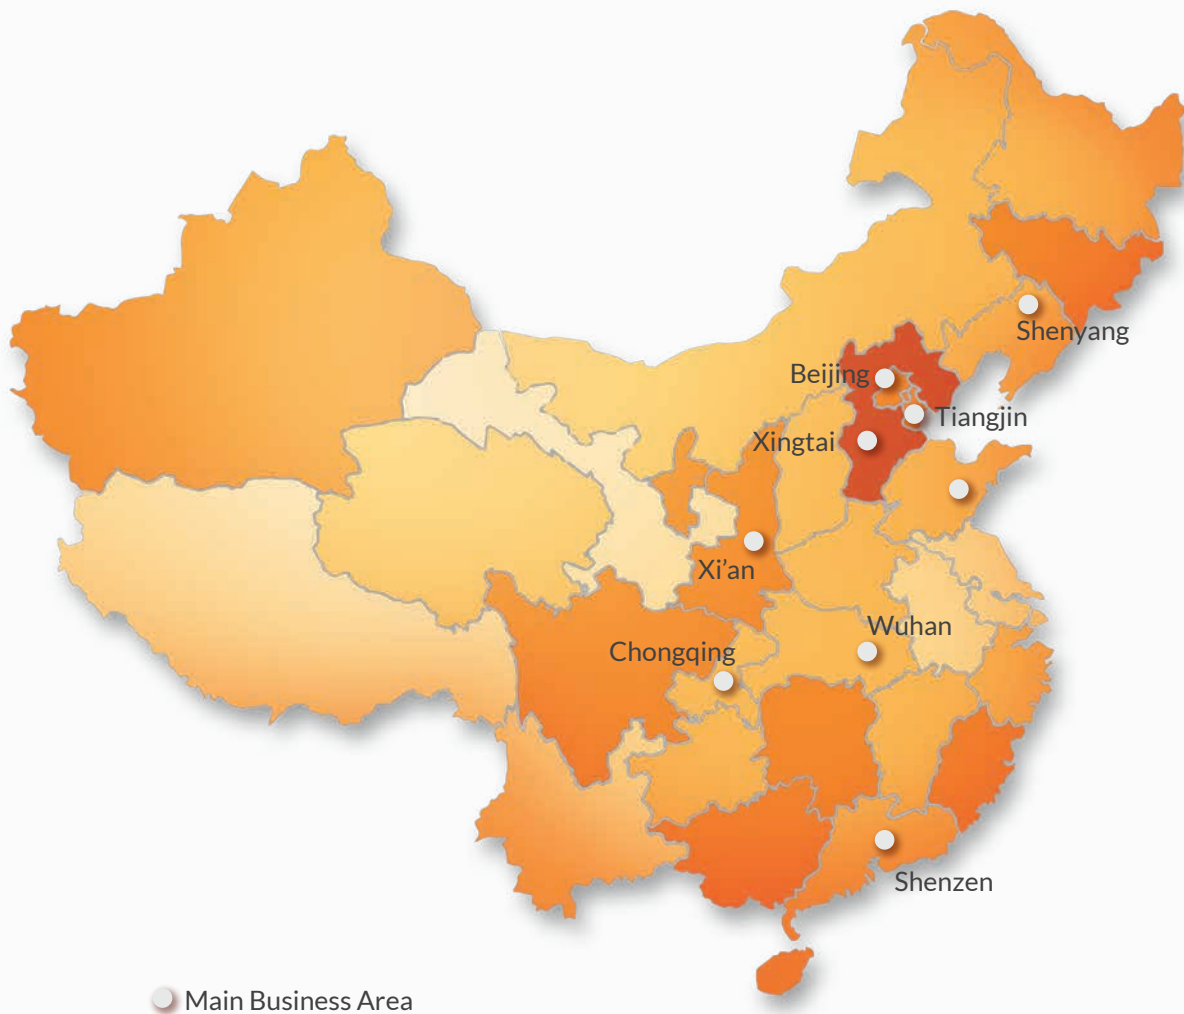 Shenyang
Beijing
Tiangjin
Xingtai
Xi’an
Wuhan
Chongqing
Shenzen
Main Business Area